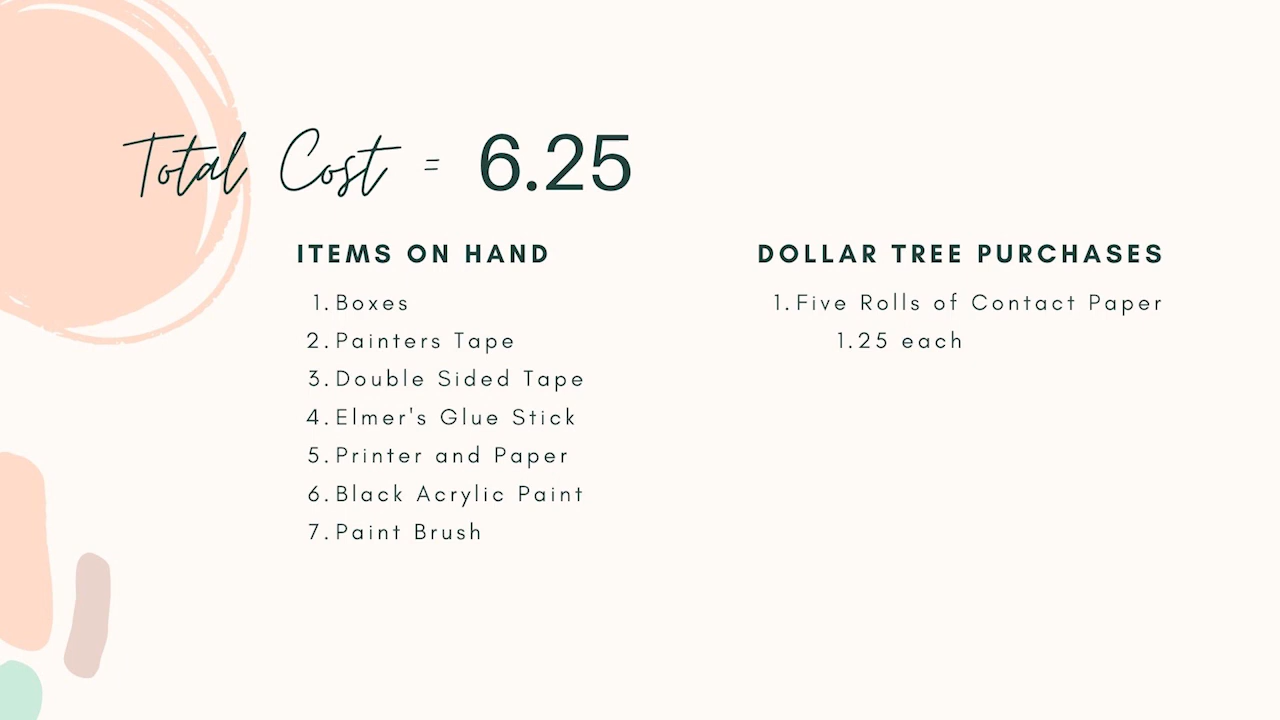 Total Cost = 6.25
ITEMS ON HAND
1. Boxes
2. Painters Tape
3. Double Sided Tape
4. Elmer's Glue Stick
5. Printer and Paper
6. Black Acrylic Paint
7. Paint Brush
DOLLAR TREE PURCHASES
1. Five Rolls of Contact Paper
1.25 each